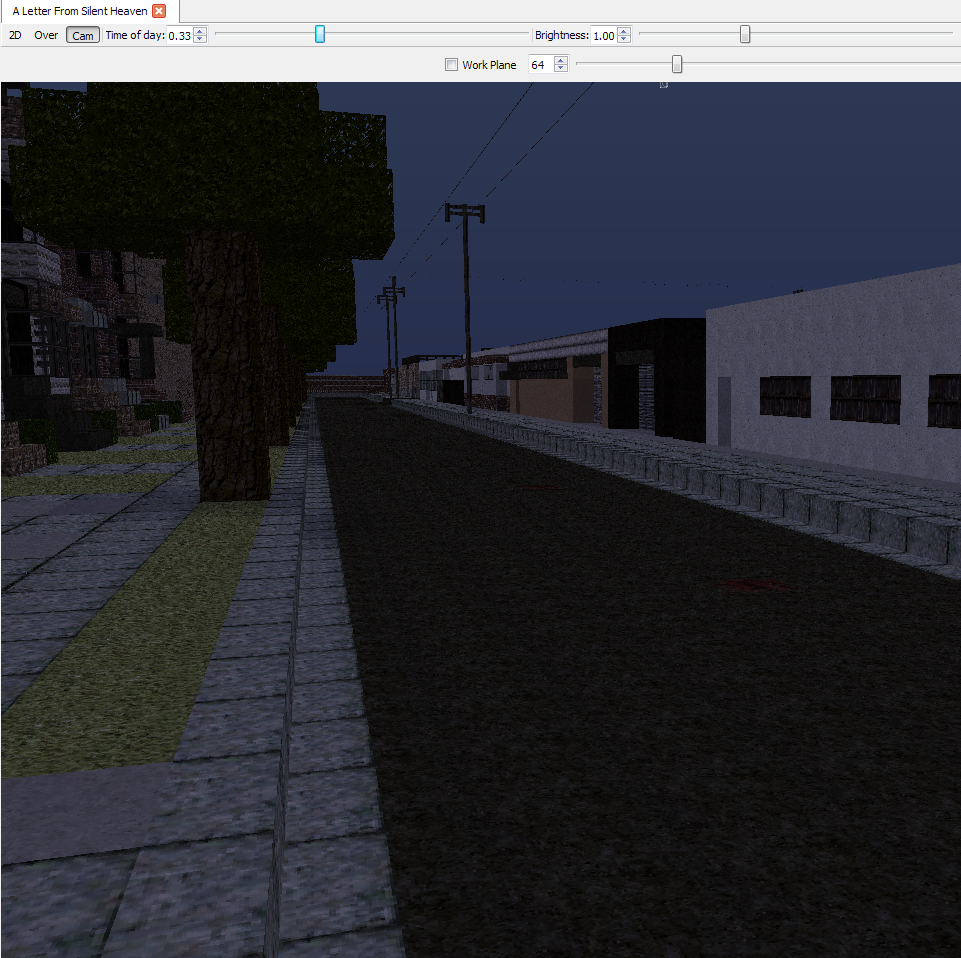 A Letter From Silent Heaven
2D Over Cam Time of day: 0.33 Brightness: 1.00
Work Plane 64